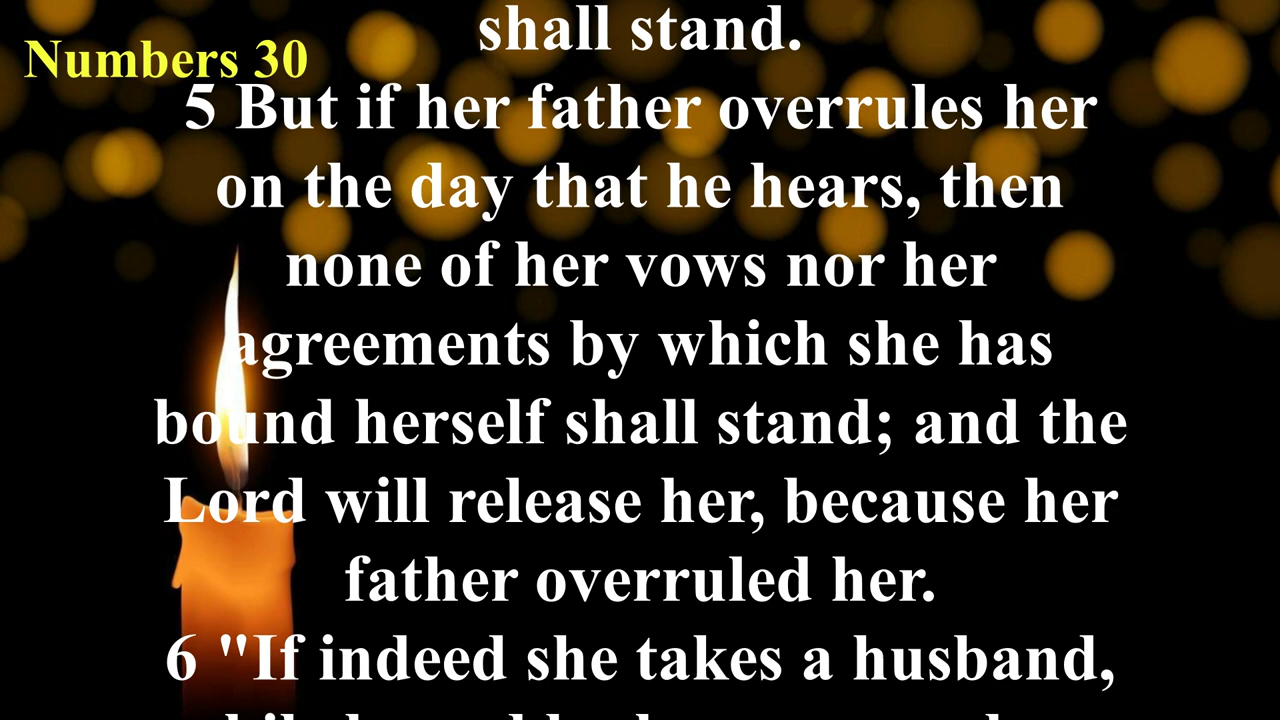 shall stand.
Numbers 30
5 But if her father overrules her
on the day that he hears, then
none of her vows nor her
agreements by which she has
bound herself shall stand; and the
Lord will release her, because her
father overruled her.
6 "If indeed she takes a husband,